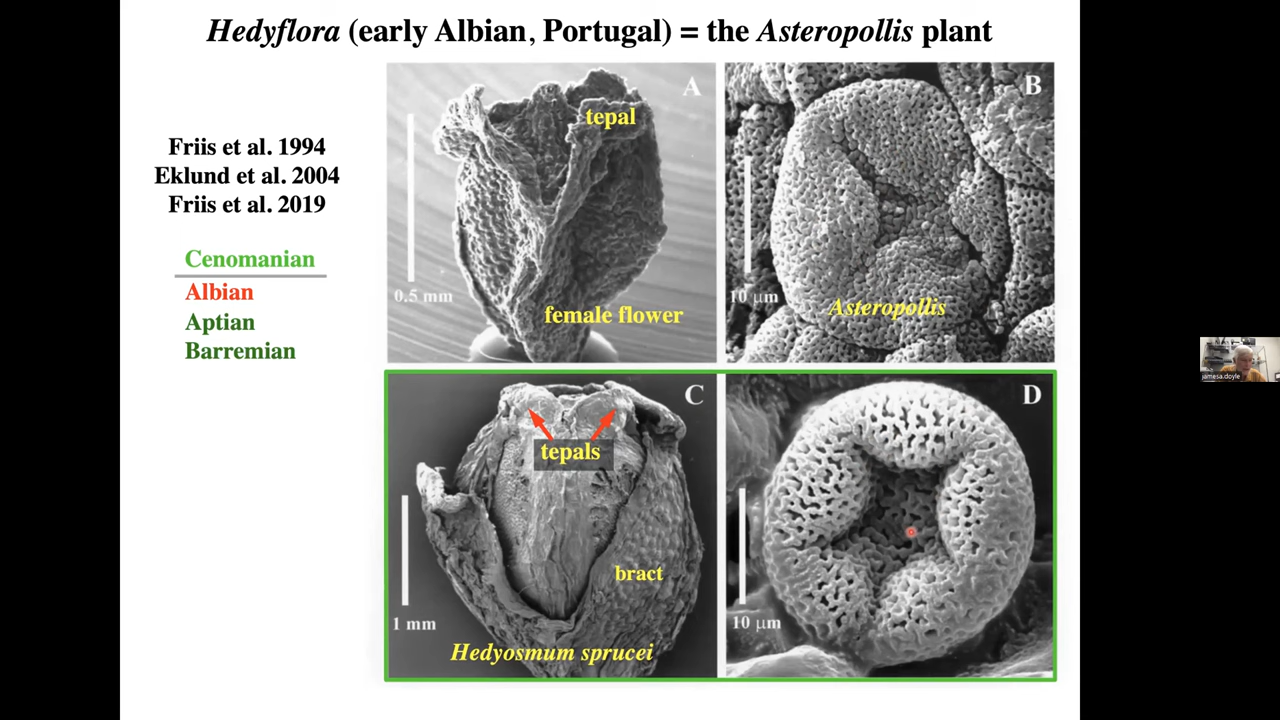 Hedyflora (early Albian, Portugal) = the Asteropollis plant
Friis et al. 1994
Eklund et al. 2004
Friis et al. 2019
Cenomanian
Albian
Aptian
Barremian
A
tepal
0.5 mm
female flower
B
10 μm
Asteropollis
C
tepals
bract
1 mm
Hedyosmum sprucei
D
10 μm
jamesa.doyle